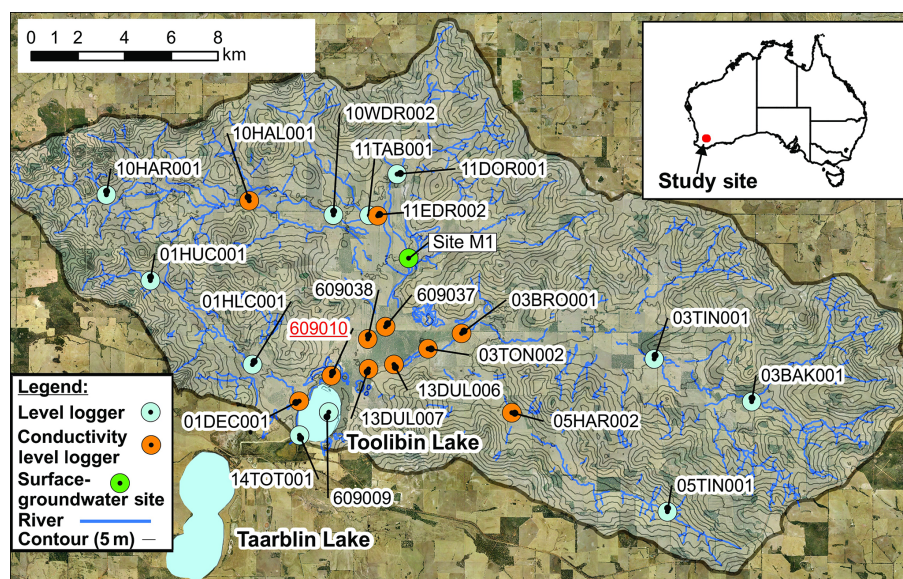 0 2 4 6 8
km
10WDR002
10HAL001
11TAB001
10HAR001
11DOR001
Study site
11EDR002
Site M1
01HUC001
609038
609037
01HLC001
03BRO001
609010
03TIN001
03TON002
Legend:
Level logger
Conductivity
level logger
Surface-
groundwater site
River
Contour (5 m)
03BAK001
13DUL006
01DEC001
13DUL007
05HAR002
Toolibin Lake
14TOT001
609009
05TIN001
Taarblin Lake